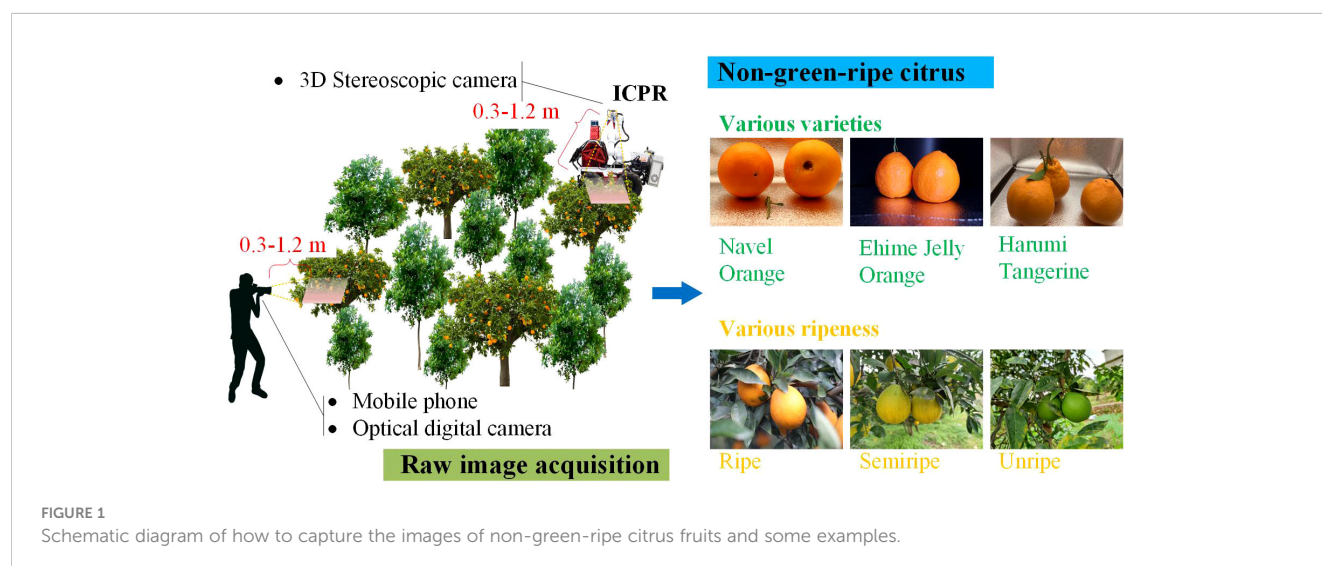 • 3D Stereoscopic camera
ICPR
0.3-1.2 m
0.3-1.2 m
• Mobile phone
• Optical digital camera
Raw image acquisition
Non-green-ripe citrus
Various varieties
Navel
Orange
Ehime Jelly
Orange
Harumi
Tangerine
Various ripeness
Ripe
Semiripe
Unripe
FIGURE 1
Schematic diagram of how to capture the images of non-green-ripe citrus fruits and some examples.